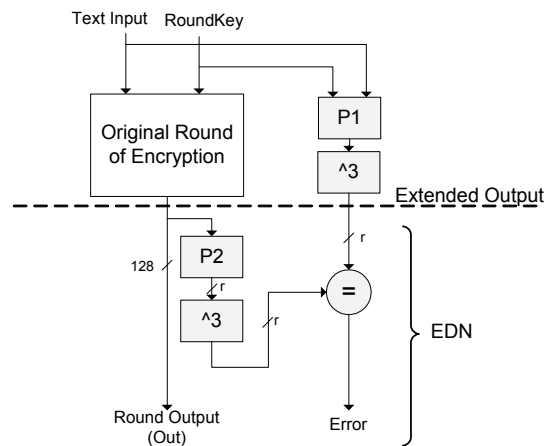 Text Input
RoundKey
Original Round
of Encryption
P1
^3
Extended Output
r
P2
128
r
^3
r
=
EDN
Round Output
(Out)
Error